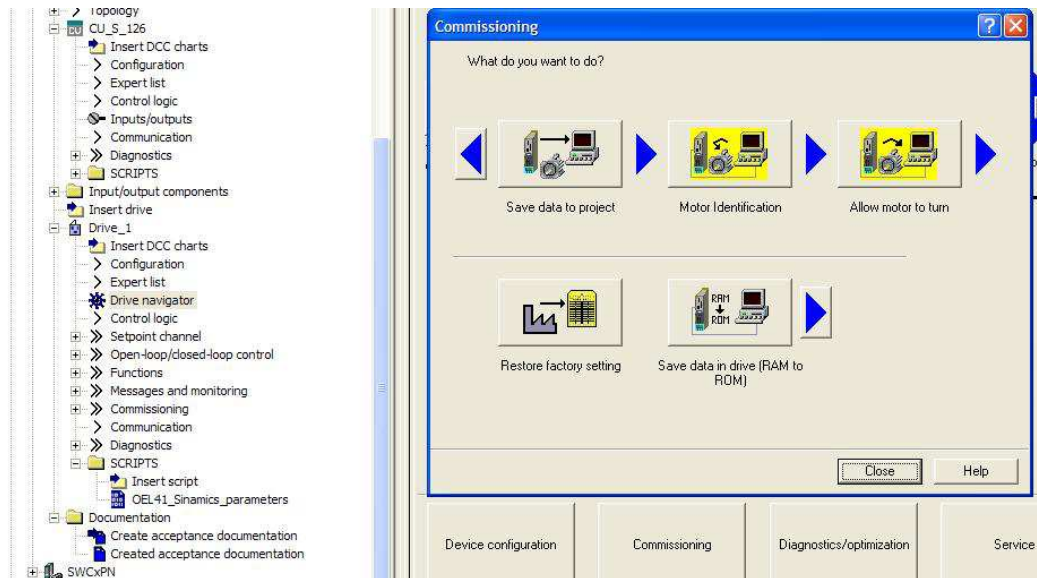 Topology
CU_S_126
Insert DCC charts
Configuration
Expert list
Control logic
Inputs/outputs
Communication
Diagnostics
SCRIPTS
Input/output components
Insert drive
Drive_1
Insert DCC charts
Configuration
Expert list
Drive navigator
Control logic
Setpoint channel
Open-loop/closed-loop control
Functions
Messages and monitoring
Commissioning
Communication
Diagnostics
SCRIPTS
Insert script
OEL41_Sinamics_parameters
Documentation
Create acceptance documentation
Created acceptance documentation
SWCxPN
Commissioning
What do you want to do?
Save data to project
Motor Identification
Allow motor to turn
RAM
ROM
Restore factory setting
Save data in drive (RAM to
ROM)
Close
Help
Device configuration
Commissioning
Diagnostics/optimization
Service